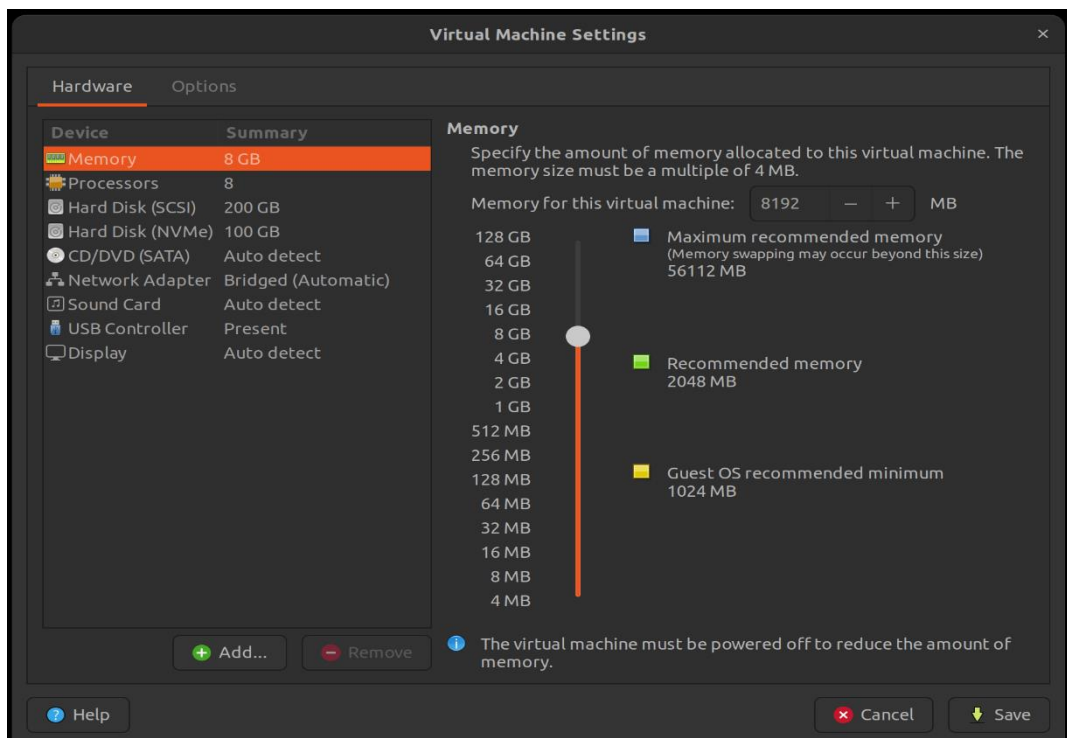 Virtual Machine Settings
Hardware Options
Device Summary
Memory 8 GB
Processors 8
Hard Disk (SCSI) 200 GB
Hard Disk (NVMe) 100 GB
CD/DVD (SATA) Auto detect
Network Adapter Bridged (Automatic)
Sound Card Auto detect
USB Controller Present
Display Auto detect
Add...
Remove
Memory
Specify the amount of memory allocated to this virtual machine. The
memory size must be a multiple of 4 MB.
Memory for this virtual machine: 8192 − + MB
128 GB
64 GB
32 GB
16 GB
8 GB
4 GB
2 GB
1 GB
512 MB
256 MB
128 MB
64 MB
32 MB
16 MB
8 MB
4 MB
Maximum recommended memory
(Memory swapping may occur beyond this size)
56112 MB
Recommended memory
2048 MB
Guest OS recommended minimum
1024 MB
The virtual machine must be powered off to reduce the amount of
memory.
Help
Cancel
Save